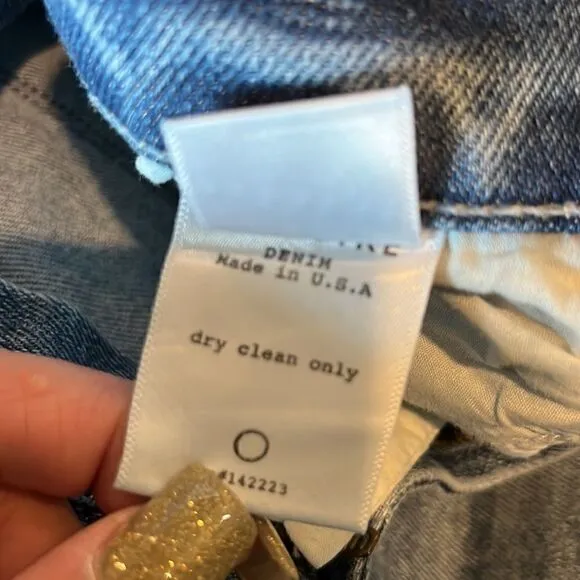 DENIM
Made in U.S.A
dry clean only
#142223